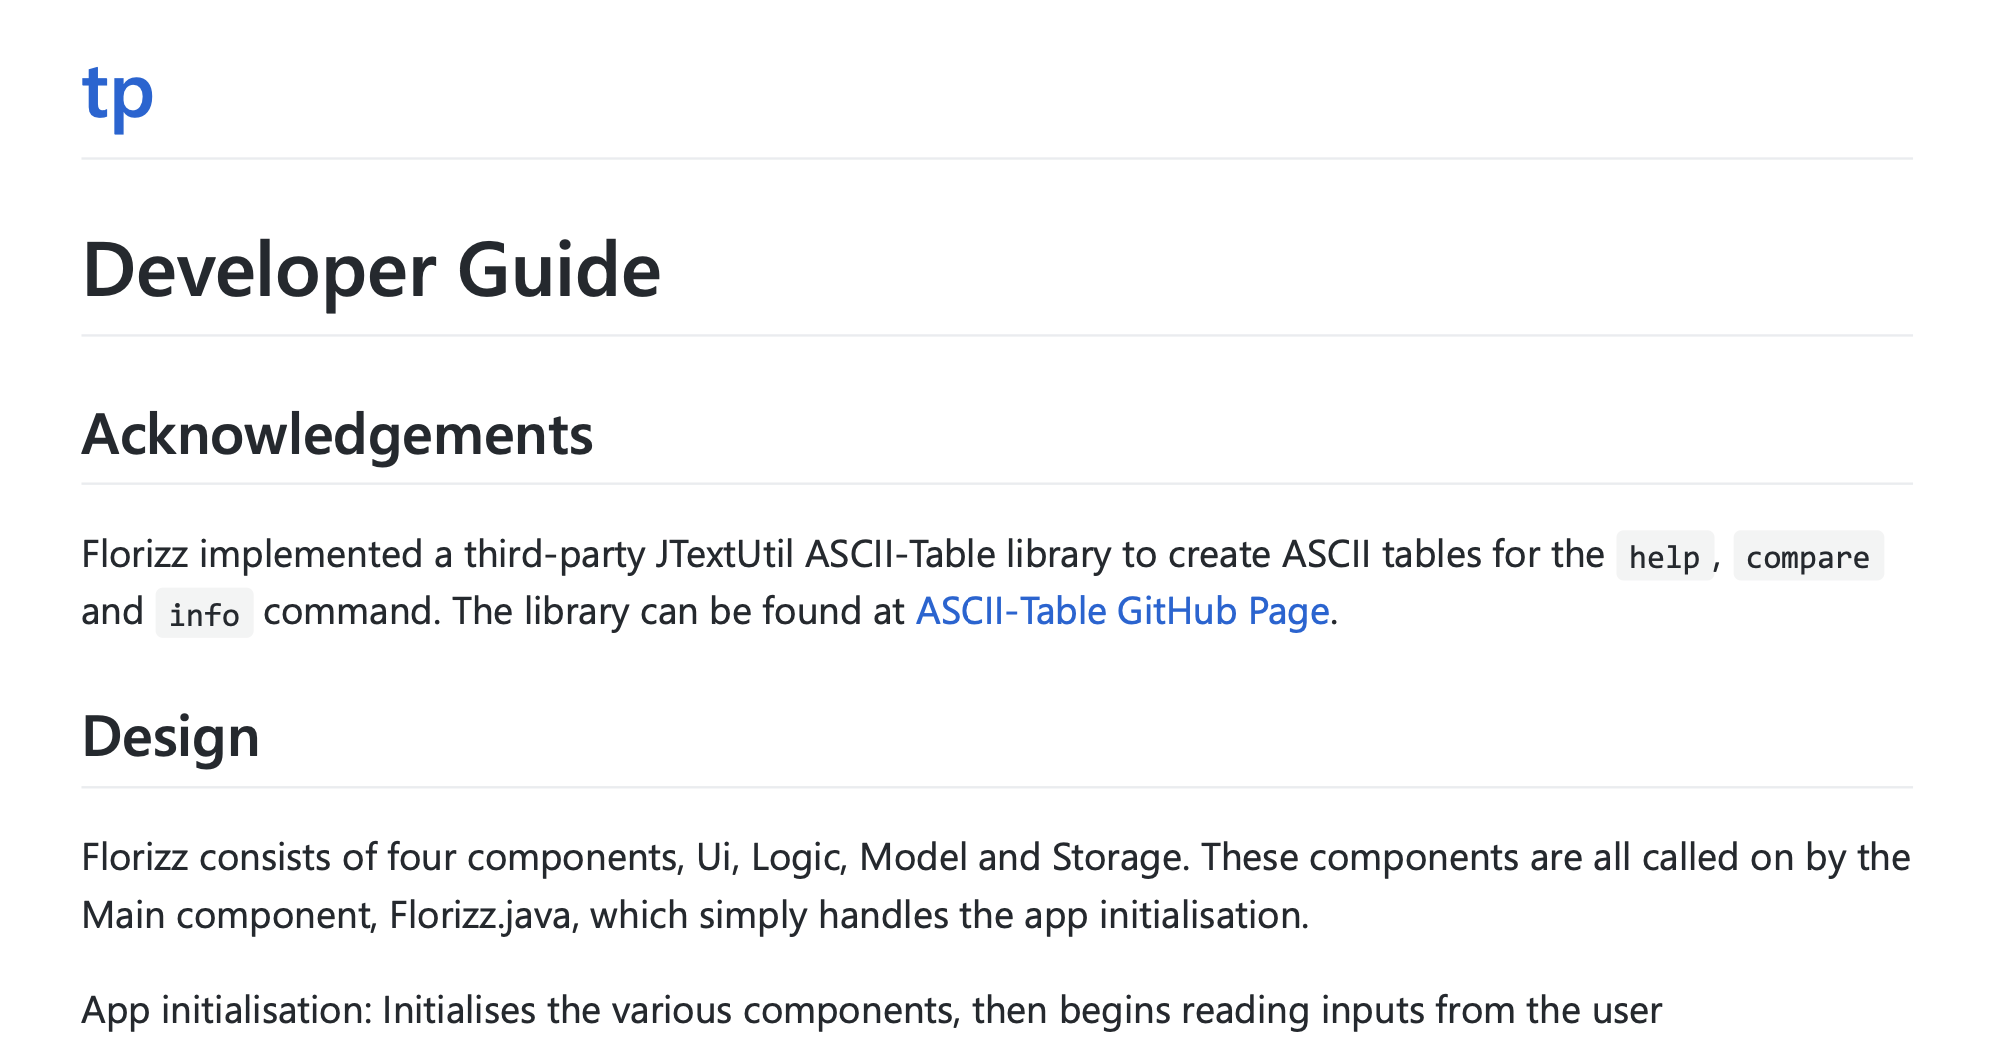 tp
Developer Guide
Acknowledgements
Florizz implemented a third-party JTextUtil ASCII-Table library to create ASCII tables for the help, compare
and info command. The library can be found at ASCII-Table GitHub Page.
Design
Florizz consists of four components, Ui, Logic, Model and Storage. These components are all called on by the
Main component, Florizz.java, which simply handles the app initialisation.
App initialisation: Initialises the various components, then begins reading inputs from the user